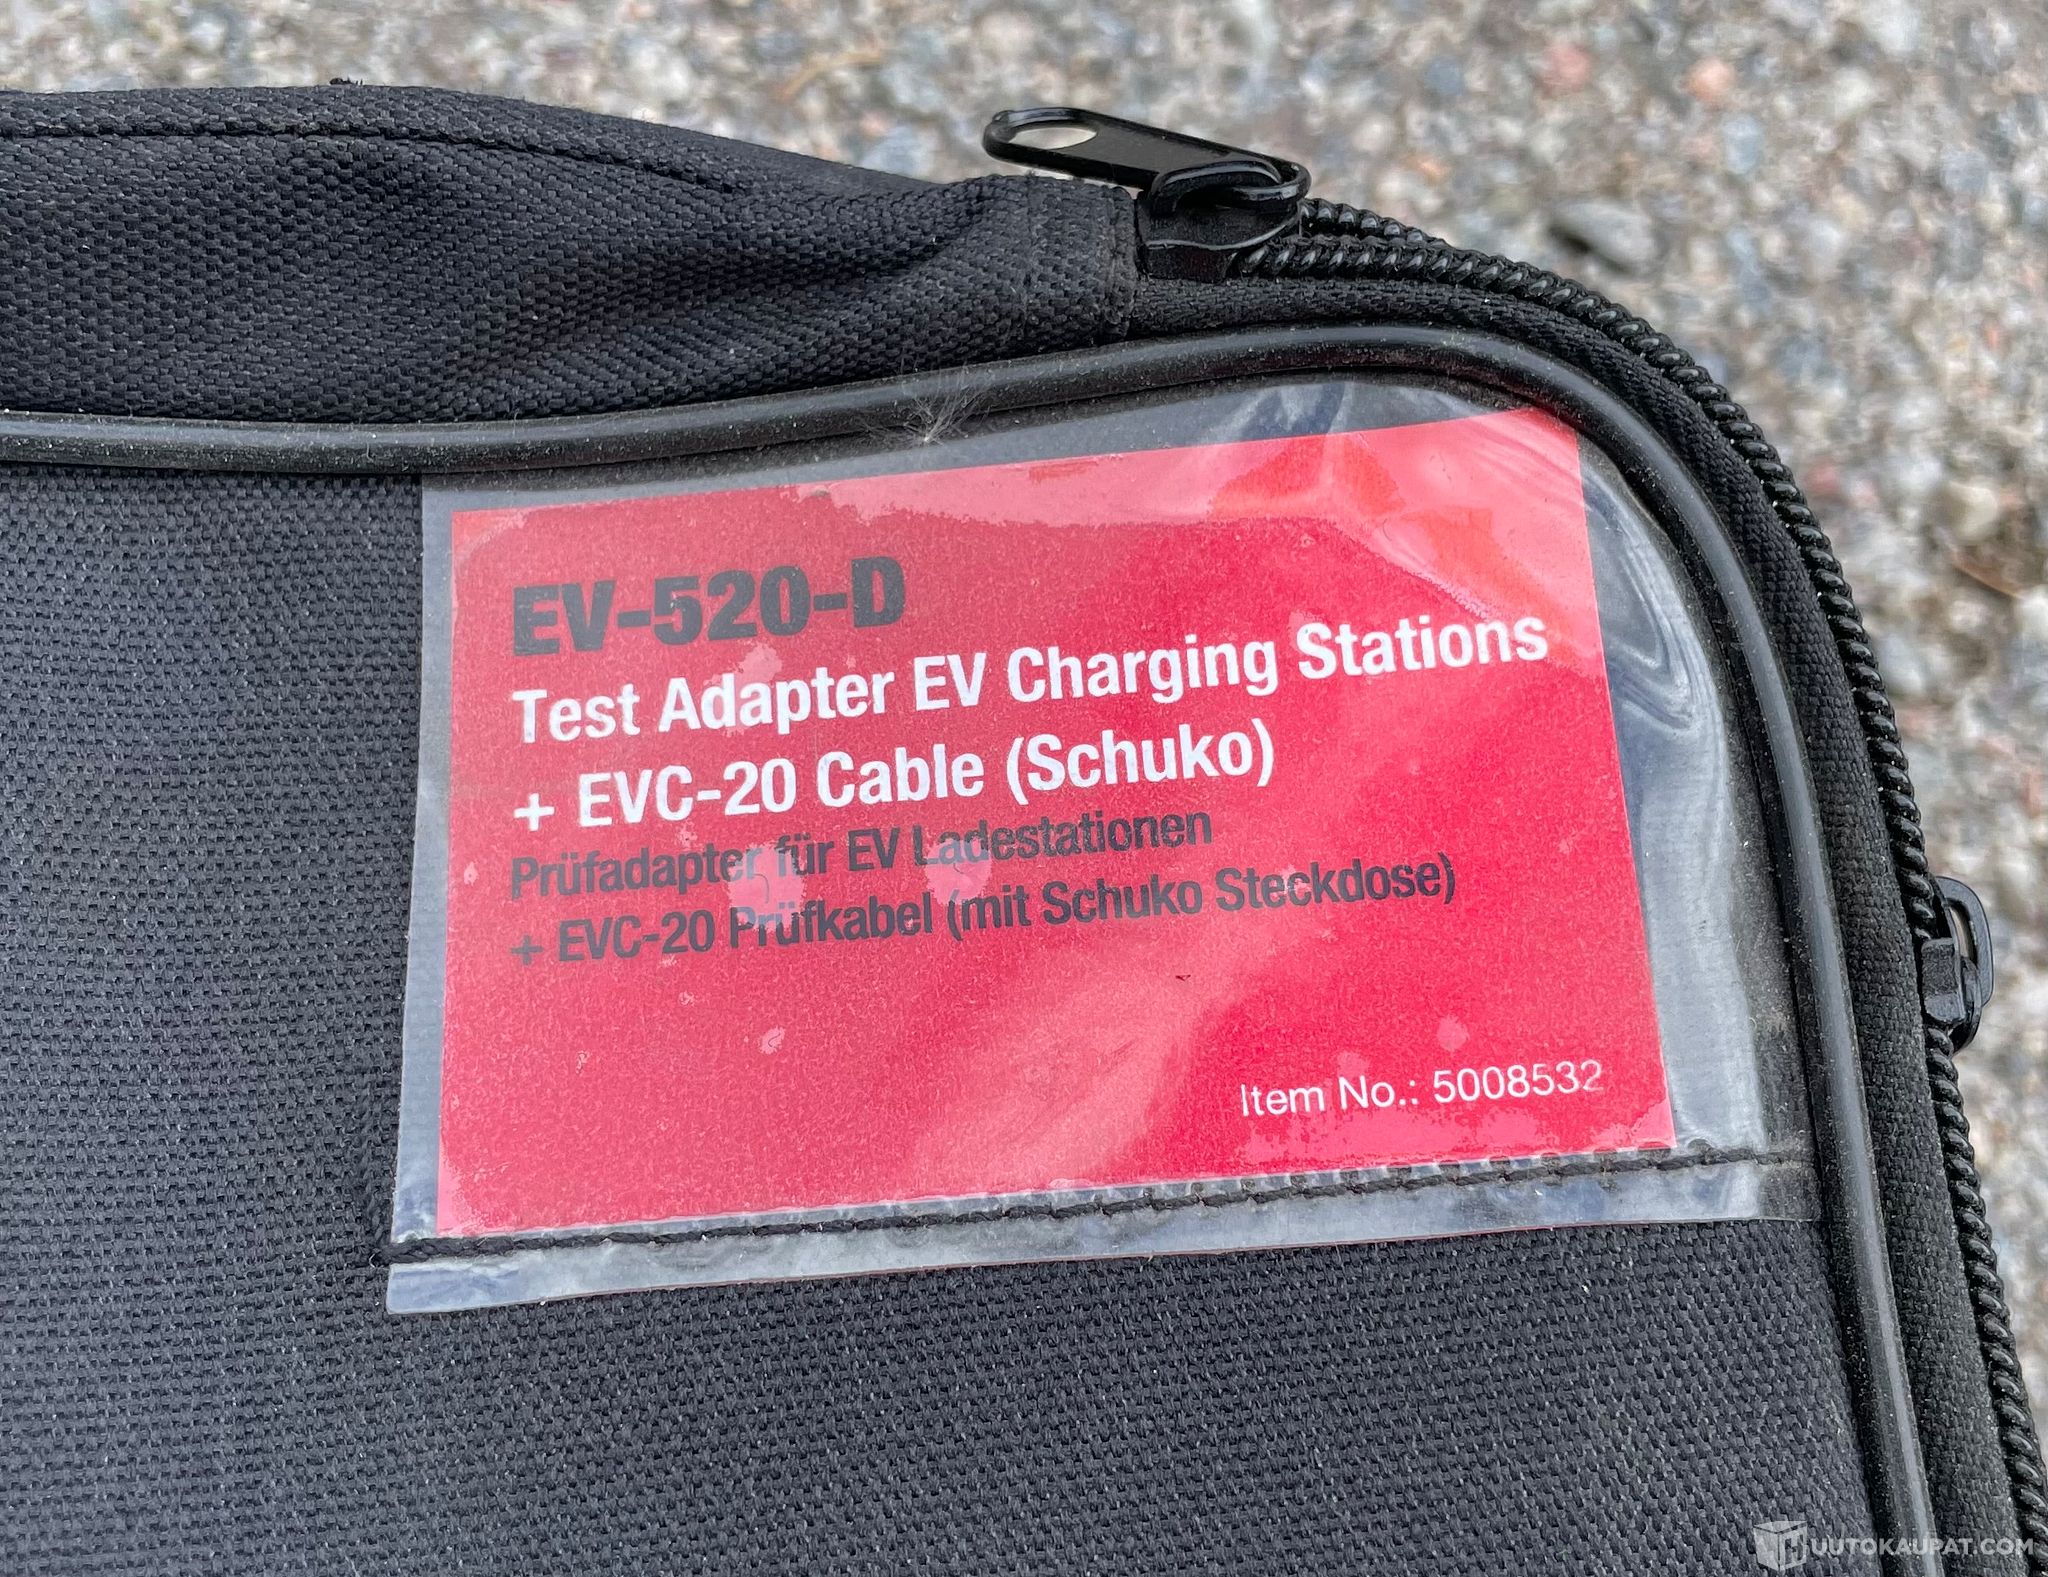 EV-520-D
Test Adapter EV Charging Stations
+ EVC-20 Cable (Schuko)
Prüfadapter für EV Ladestationen
+ EVC-20 Prüfkabel (mit Schuko Steckdose)
Item No.: 5008532
HUUTOKAUPAT.COM